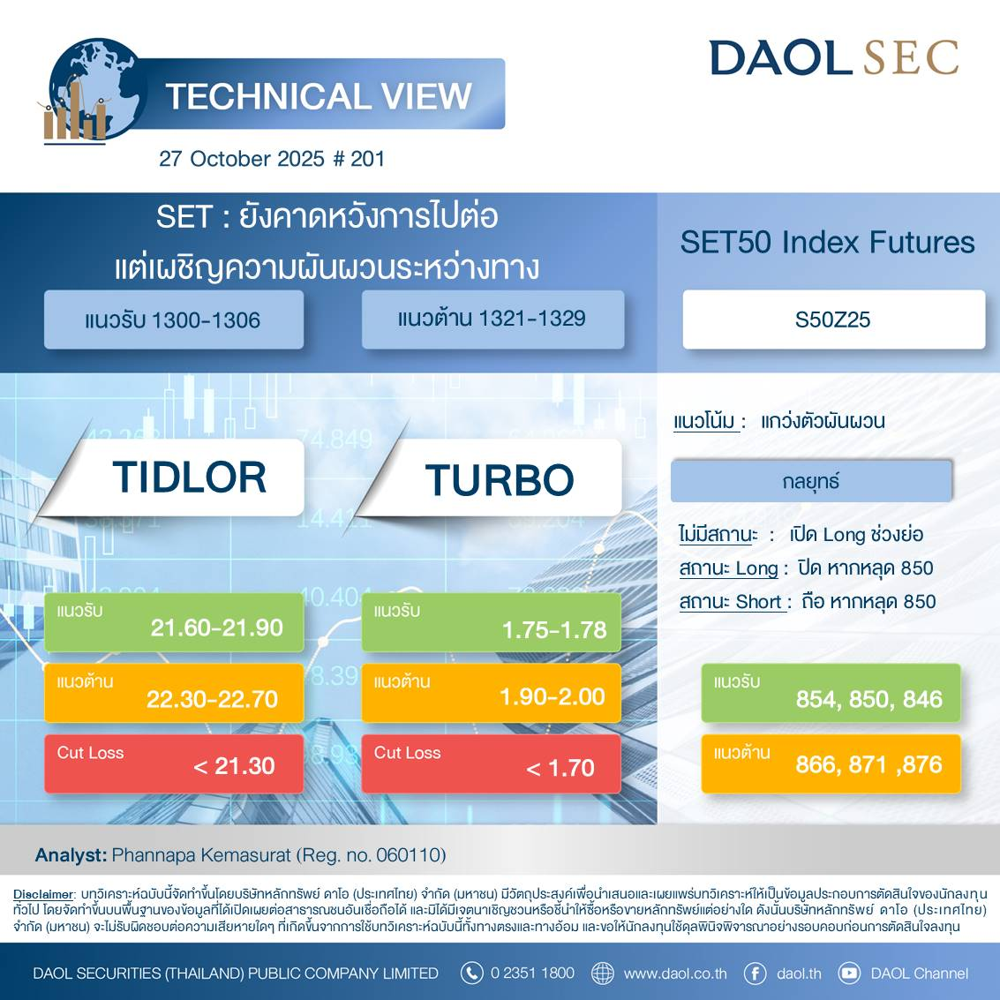 DAOL SEC
TECHNICAL VIEW
27 October 2025 # 201
SET : ยังคาดหวังการไปต่อ
แต่เผชิญความผันผวนระหว่างทาง
แนวรับ 1300-1306
แนวต้าน 1321-1329
SET50 Index Futures
S50Z25
TIDLOR
แนวรับ
21.60-21.90
แนวต้าน
22.30-22.70
Cut Loss
< 21.30
TURBO
แนวรับ
1.75-1.78
แนวต้าน
1.90-2.00
Cut Loss
< 1.70
แนวโน้ม : แกว่งตัวผันผวน
กลยุทธ์
ไม่มีสถานะ : เปิด Long ช่วงย่อ
สถานะ Long : ปิด หากหลุด 850
สถานะ Short : ถือ หากหลุด 850
แนวรับ
854, 850, 846
แนวต้าน
866, 871 ,876
Analyst: Phannapa Kemasurat (Reg. no. 060110)
Disclaimer: บทวิเคราะห์ฉบับนี้จัดทำขึ้นโดยบริษัทหลักทรัพย์ ดาโอ (ประเทศไทย) จำกัด (มหาชน) มีวัตถุประสงค์เพื่อนำเสนอและเผยแพร่บทวิเคราะห์ให้เป็นข้อมูลประกอบการตัดสินใจของนักลงทุน
ทั่วไป โดยจัดทำขึ้นบนพื้นฐานของข้อมูลที่ได้เปิดเผยต่อสาธารณชนอันเชื่อถือได้ และมิได้มีเจตนาเชิญชวนหรือชี้นำให้ซื้อหรือขายหลักทรัพย์แต่อย่างใด ดังนั้นบริษัทหลักทรัพย์ ดาโอ (ประเทศไทย)
จำกัด (มหาชน) จะไม่รับผิดชอบต่อความเสียหายใดๆ ที่เกิดขึ้นจากการใช้บทวิเคราะห์ฉบับนี้ทั้งทางตรงและทางอ้อม และขอให้นักลงทุนใช้ดุลพินิจพิจารณาอย่างรอบคอบก่อนการตัดสินใจลงทุน
DAOL SECURITIES (THAILAND) PUBLIC COMPANY LIMITED 0 2351 1800 www.daol.co.th daol.th DAOL Channel